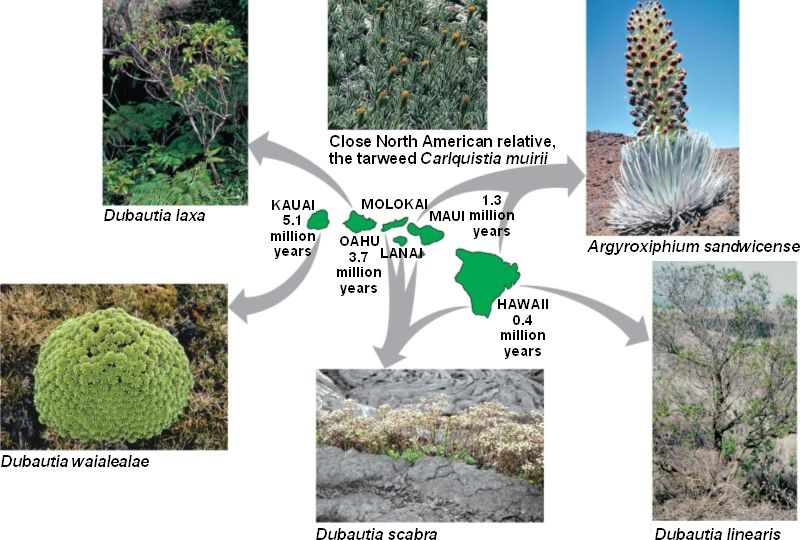 Close North American relative,
the tarweed Carlquistia muirii
Dubautia laxa
Argyroxiphium sandwicense
KAUAI
5.1
million
years
OAHU
3.7
million
years
MOLOKAI
LANAI
MAUI
1.3
million
years
HAWAII
0.4
million
years
Dubautia waialealae
Dubautia scabra
Dubautia linearis